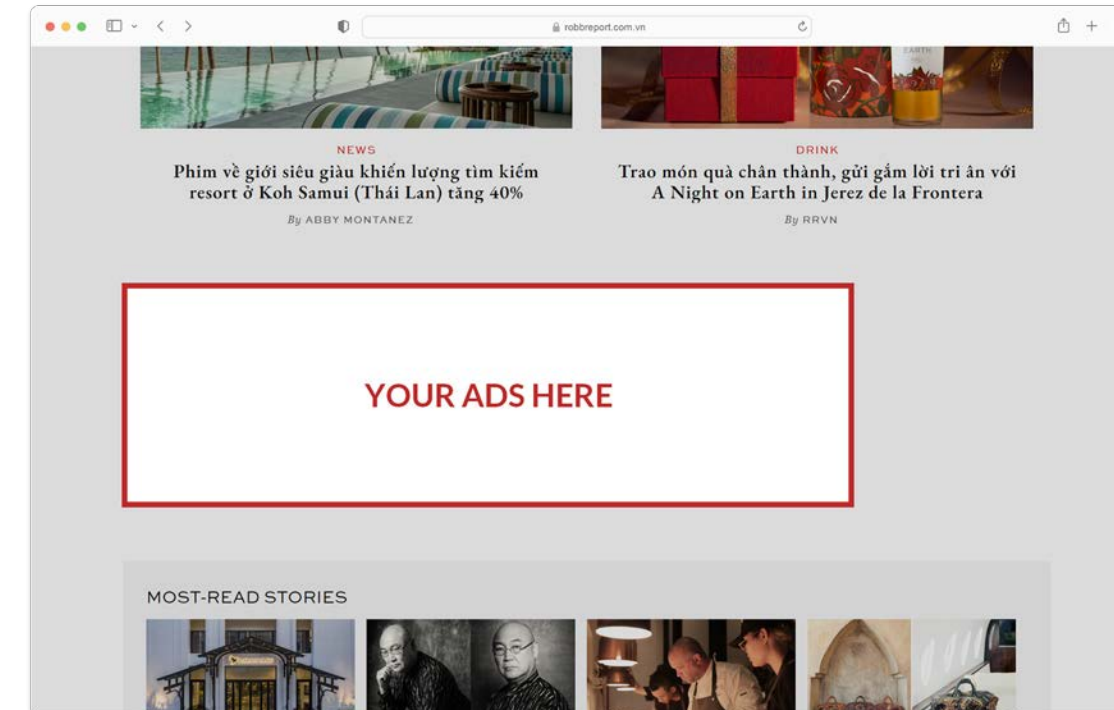 robbreport.com.vn
EARTH
NEWS
Phim về giới siêu giàu khiến lượng tìm kiếm
resort ở Koh Samui (Thái Lan) tăng 40%
By ABBY MONTANEZ
DRINK
Trao món quà chân thành, gửi gắm lời tri ân với
A Night on Earth in Jerez de la Frontera
By RRVN
YOUR ADS HERE
MOST-READ STORIES